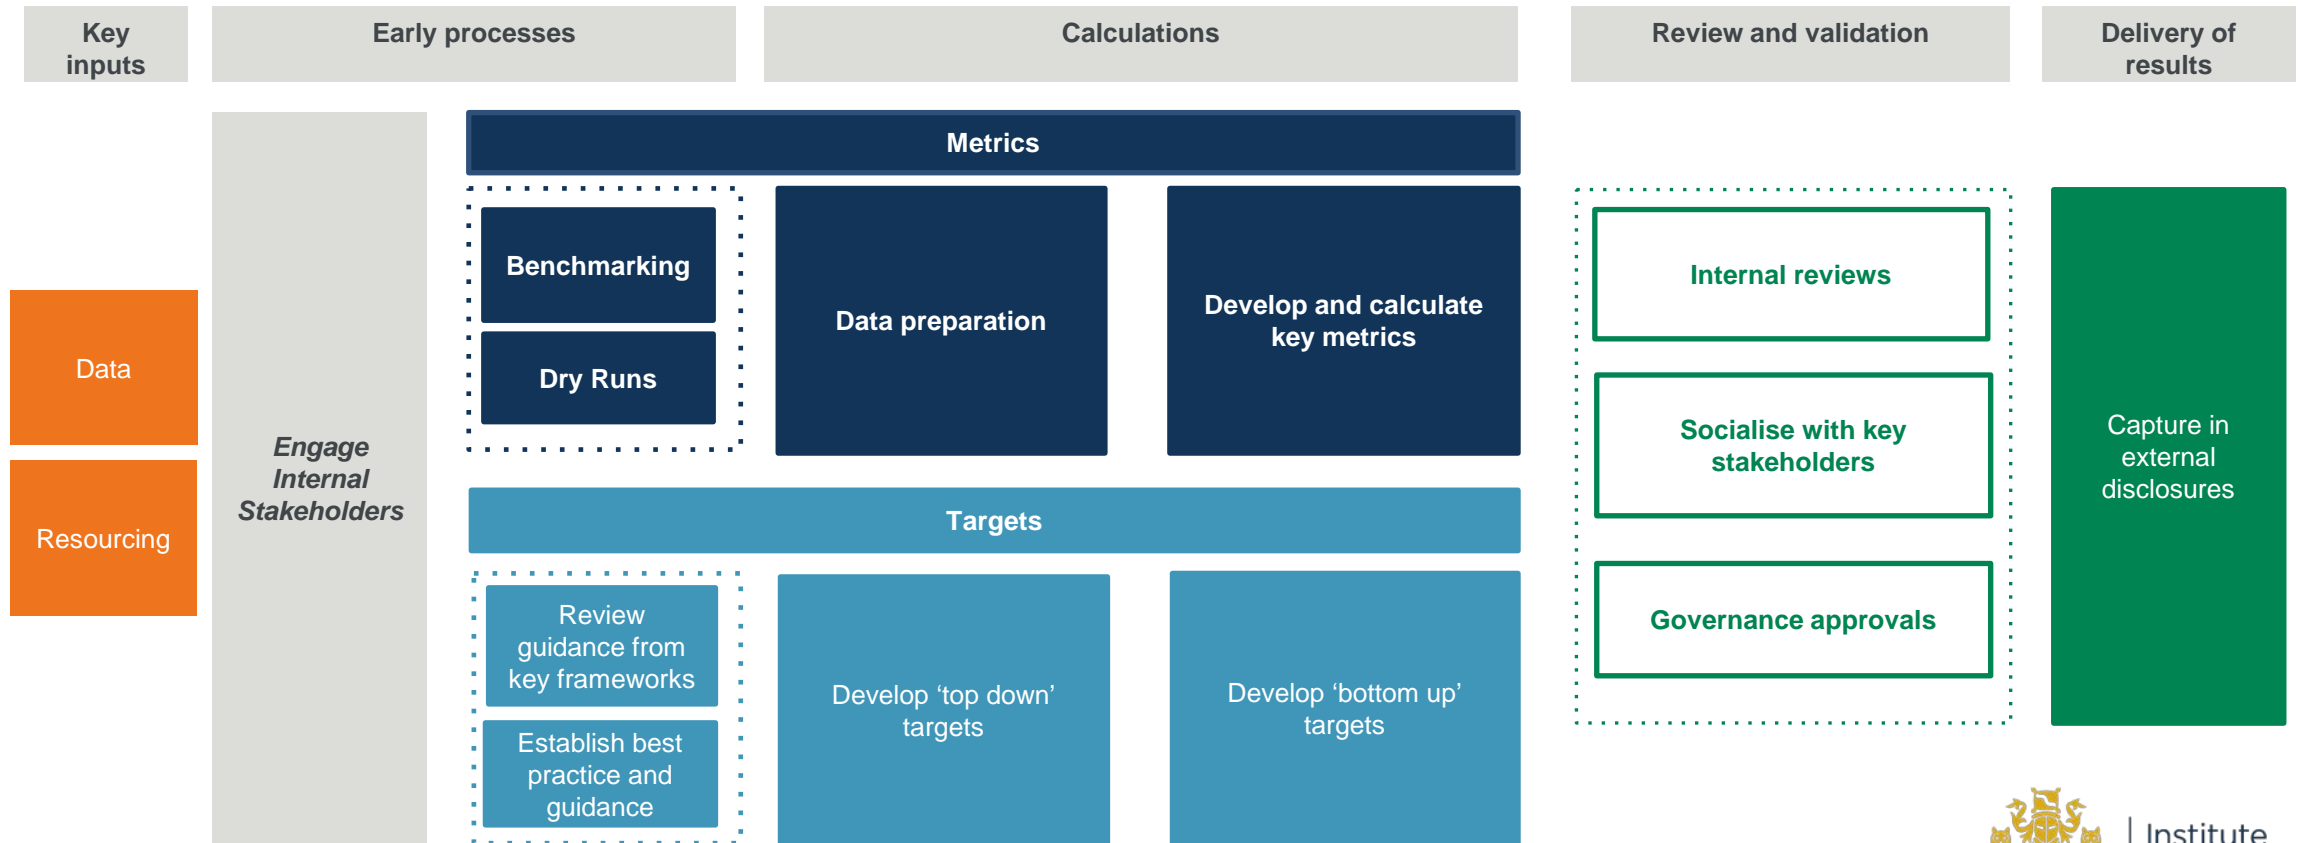 Key
inputs
Early processes
Calculations
Review and validation
Delivery of
results
Metrics
Benchmarking
Dry Runs
Data preparation
Develop and calculate
key metrics
Data
Resourcing
Engage
Internal
Stakeholders
Targets
Review
guidance from
key frameworks
Establish best
practice and
guidance
Develop ‘top down’
targets
Develop ‘bottom up’
targets
Internal reviews
Socialise with key
stakeholders
Governance approvals
Capture in
external
disclosures
Institute